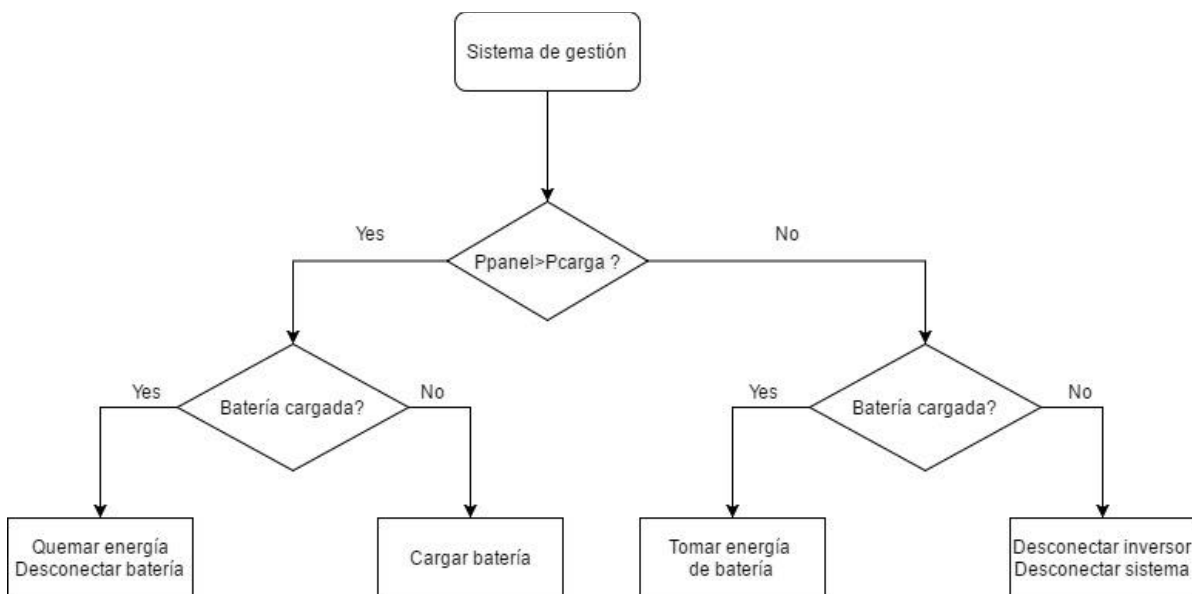 Sistema de gestión
Yes
No
Ppanel>Pcarga ?
Yes
No
Yes
No
Batería cargada?
Batería cargada?
Quemar energía
Desconectar batería
Cargar batería
Tomar energía
de batería
Desconectar inversor
Desconectar sistema